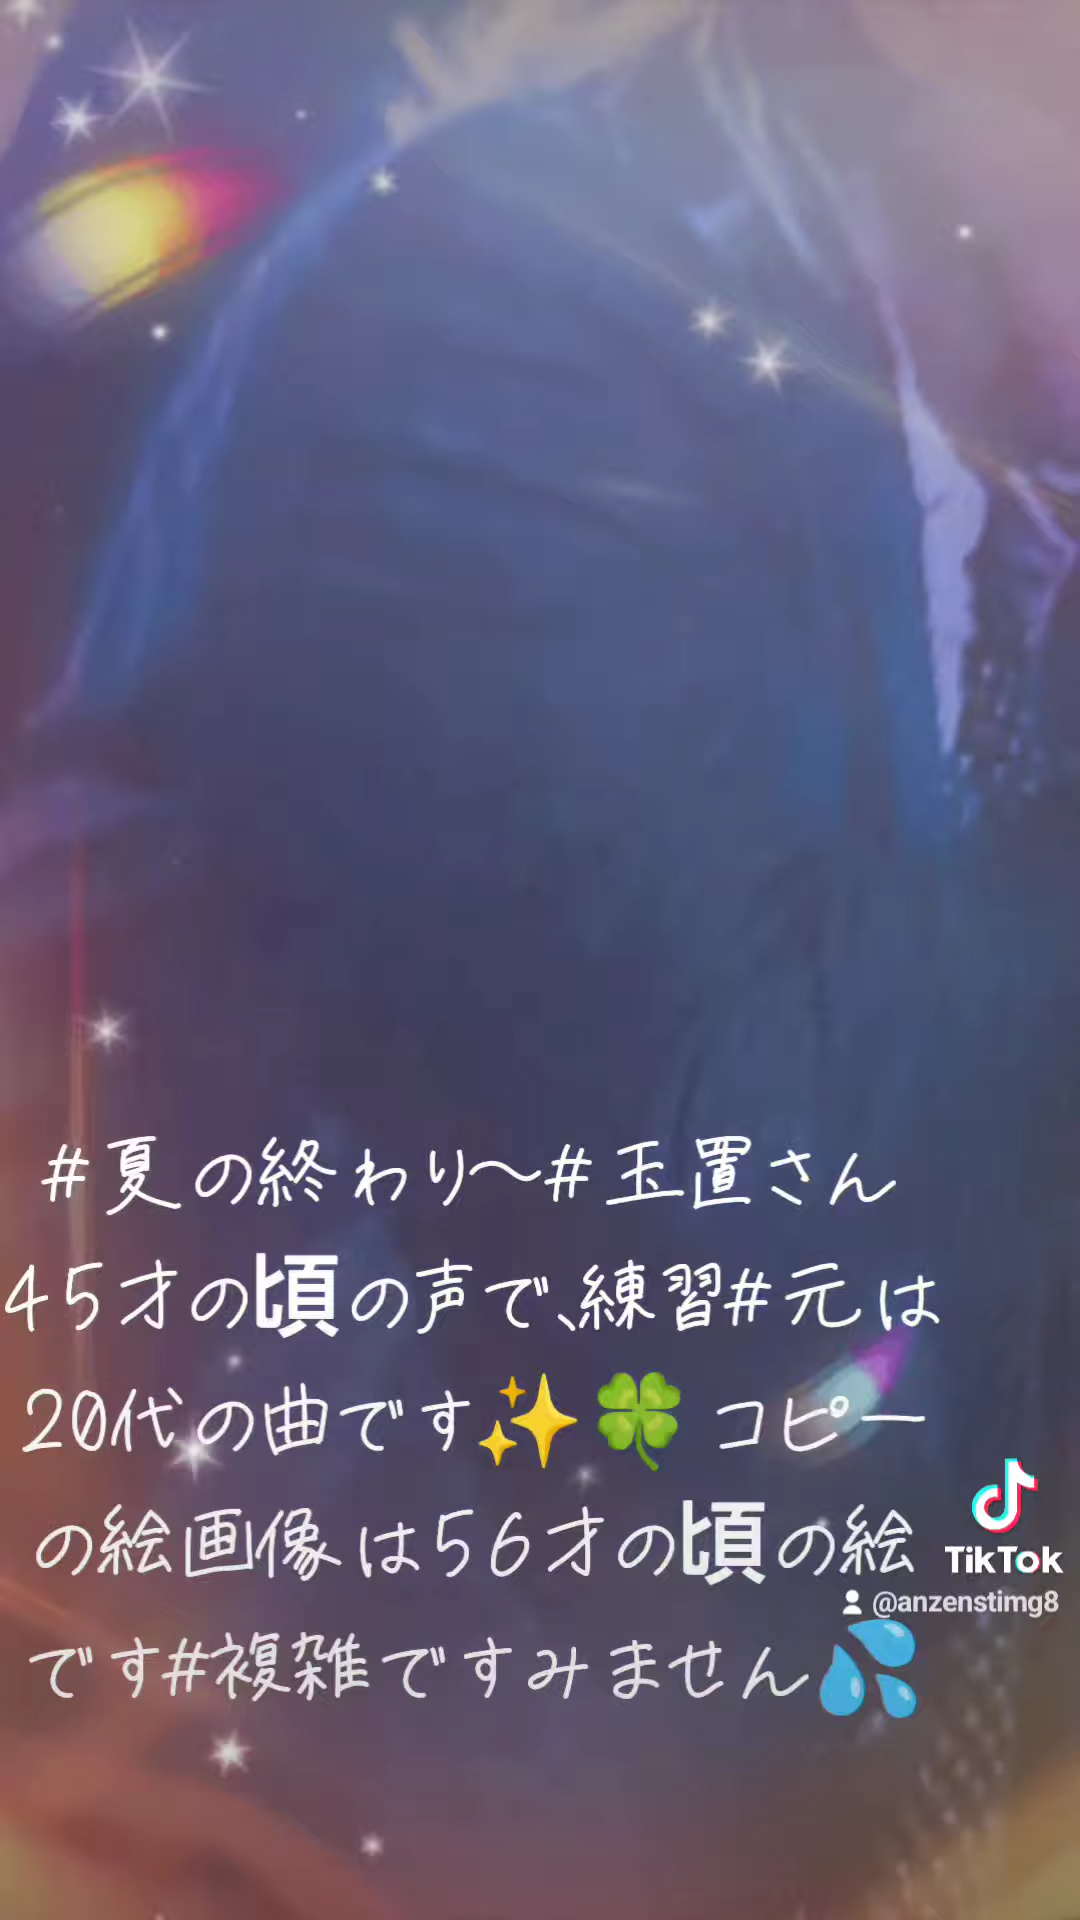 #夏の終わり〜#玉置さん
45才の頃の声で、練習#元は
20代の曲です✨🍀 コピー
の絵画像は56才の頃の絵
です#複雑ですみません💦
TikTok
@anzenstimg8